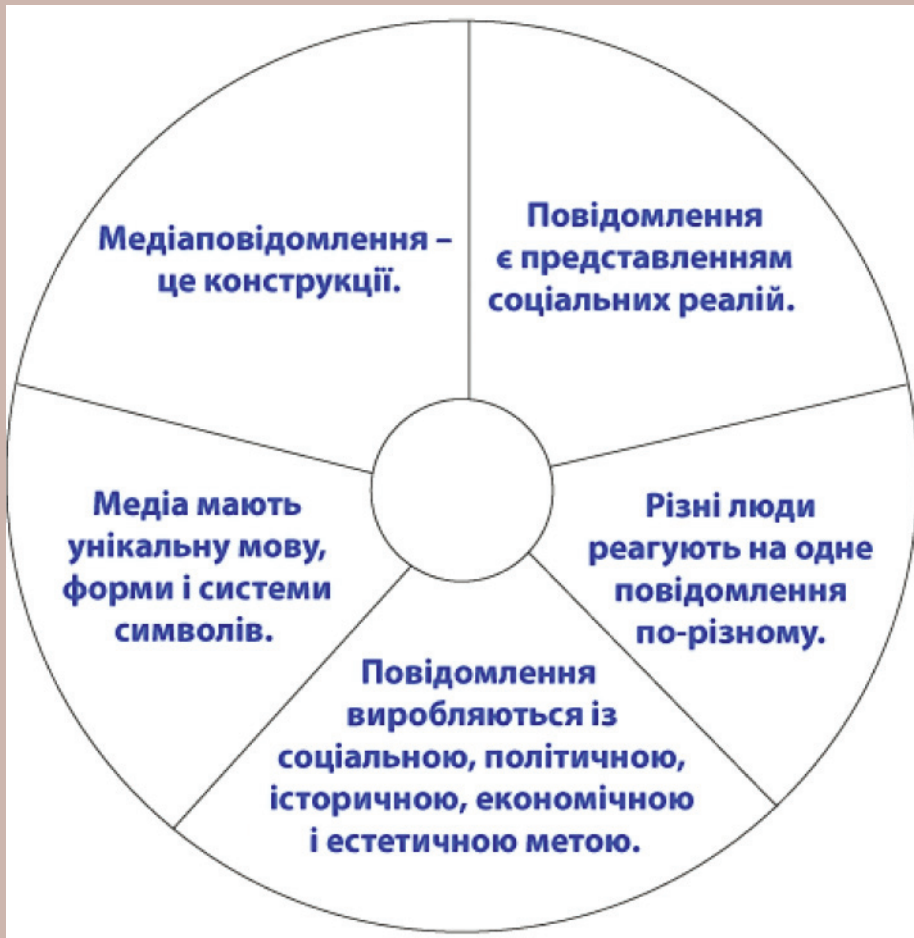 Медіаповідомлення –
це конструкції.
Повідомлення
є представленням
соціальних реалій.
Різні люди
реагують на одне
повідомлення
по-різному.
Повідомлення
виробляються із
соціальною, політичною,
історичною, економічною
і естетичною метою.
Медіа мають
унікальну мову,
форми і системи
символів.